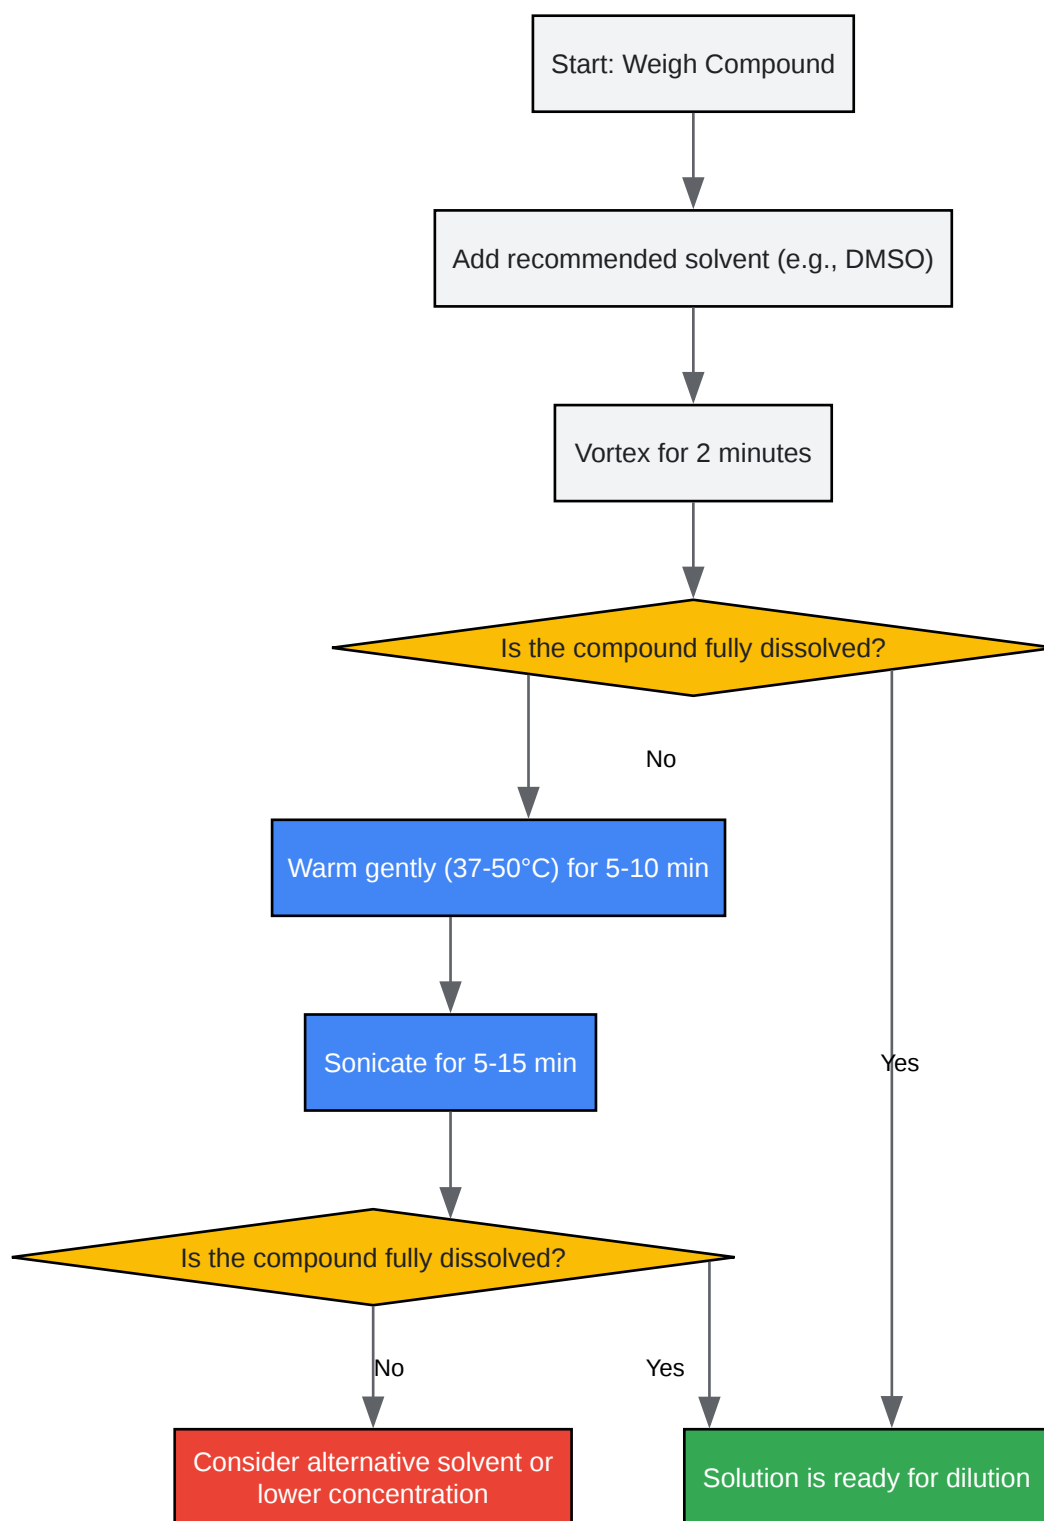 Start: Weigh Compound
Add recommended solvent (e.g., DMSO)
Vortex for 2 minutes
Is the compound fully dissolved?
No
Warm gently (37-50°C) for 5-10 min
Sonicate for 5-15 min
Yes
Is the compound fully dissolved?
No
Yes
Consider alternative solvent or
lower concentration
Solution is ready for dilution